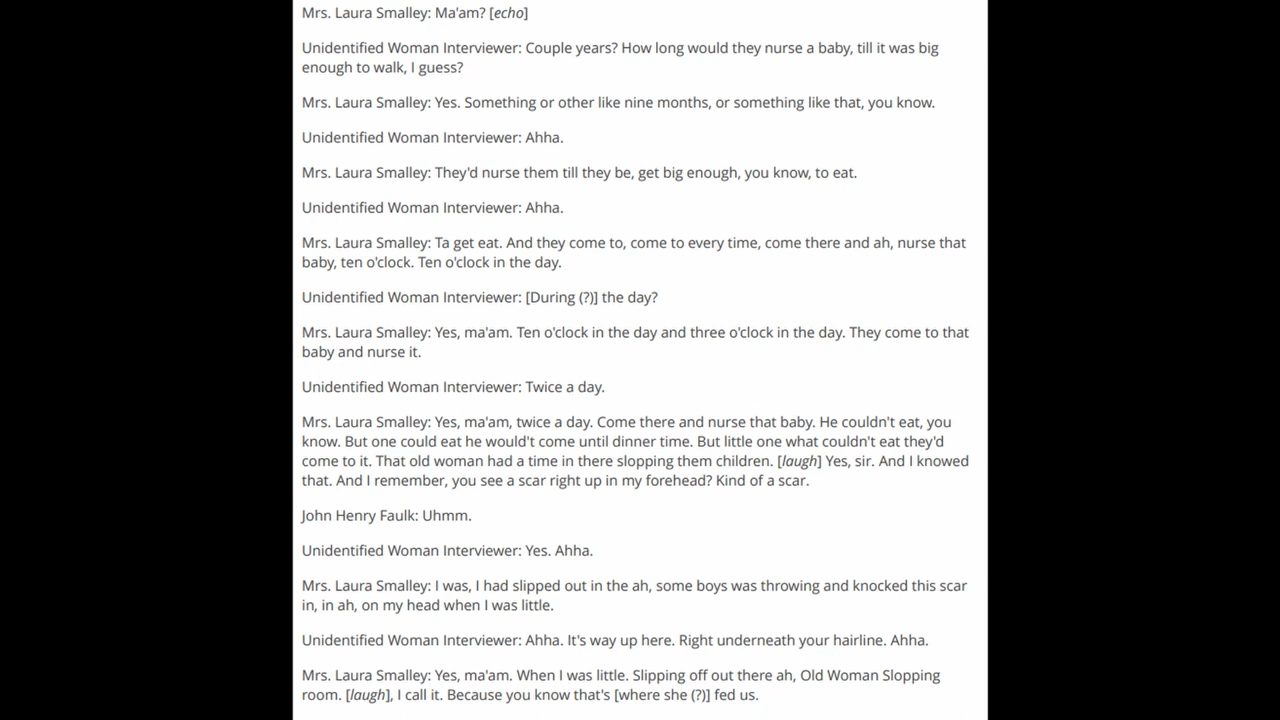 Mrs. Laura Smalley: Ma'am? [echo]
Unidentified Woman Interviewer: Couple years? How long would they nurse a baby, till it was big
enough to walk, I guess?
Mrs. Laura Smalley: Yes. Something or other like nine months, or something like that, you know.
Unidentified Woman Interviewer: Ahha.
Mrs. Laura Smalley: They'd nurse them till they be, get big enough, you know, to eat.
Unidentified Woman Interviewer: Ahha.
Mrs. Laura Smalley: Ta get eat. And they come to, come to every time, come there and ah, nurse that
baby, ten o'clock. Ten o'clock in the day.
Unidentified Woman Interviewer: [During (?)] the day?
Mrs. Laura Smalley: Yes, ma'am. Ten o'clock in the day and three o'clock in the day. They come to that
baby and nurse it.
Unidentified Woman Interviewer: Twice a day.
Mrs. Laura Smalley: Yes, ma'am, twice a day. Come there and nurse that baby. He couldn't eat, you
know. But one could eat he would't come until dinner time. But little one what couldn't eat they'd
come to it. That old woman had a time in there slopping them children. [laugh] Yes, sir. And I knowed
that. And I remember, you see a scar right up in my forehead? Kind of a scar.
John Henry Faulk: Uhmm.
Unidentified Woman Interviewer: Yes. Ahha.
Mrs. Laura Smalley: I was, I had slipped out in the ah, some boys was throwing and knocked this scar
in, in ah, on my head when I was little.
Unidentified Woman Interviewer: Ahha. It's way up here. Right underneath your hairline. Ahha.
Mrs. Laura Smalley: Yes, ma'am. When I was little. Slipping off out there ah, Old Woman Slopping
room. [laugh], I call it. Because you know that's [where she (?)] fed us.